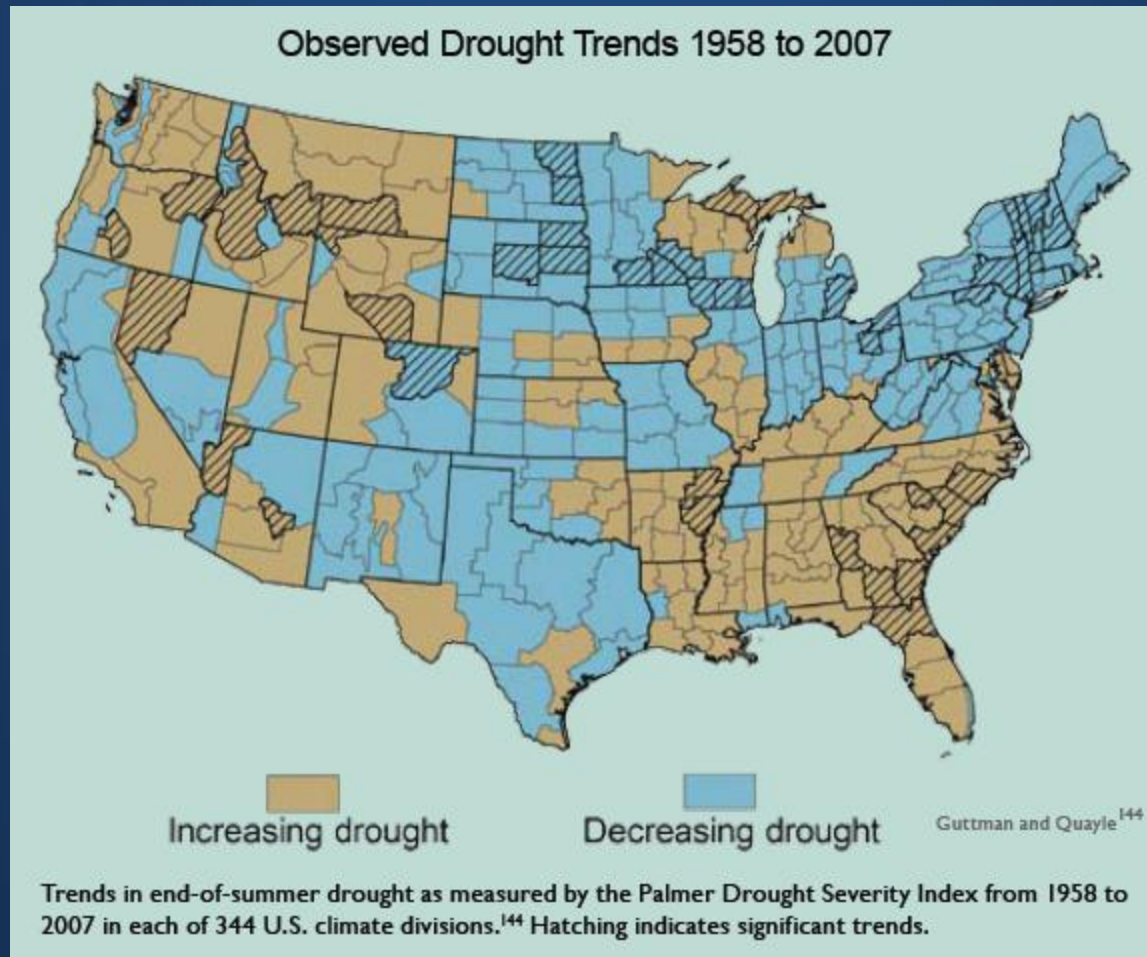 Observed Drought Trends 1958 to 2007
Increasing drought
Decreasing drought
Guttman and Quayle¹⁴⁴
Trends in end-of-summer drought as measured by the Palmer Drought Severity Index from 1958 to
2007 in each of 344 U.S. climate divisions.¹⁴⁴ Hatching indicates significant trends.